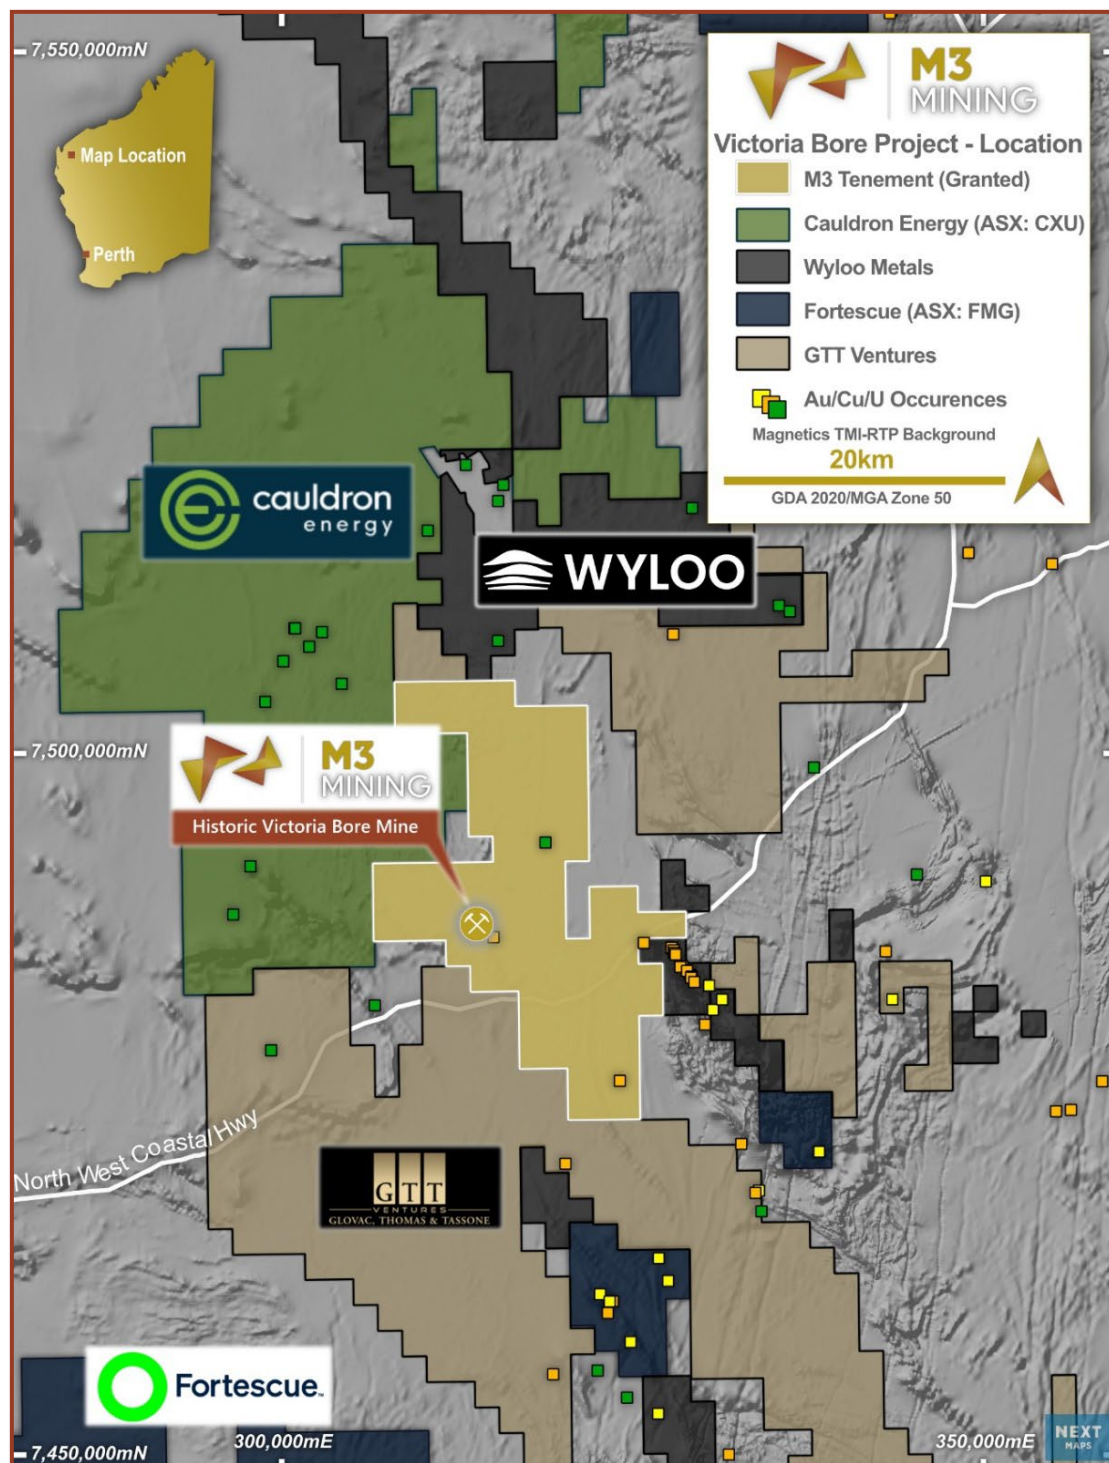 7,550,000mN
Map Location
Perth
M3
MINING
Victoria Bore Project - Location
M3 Tenement (Granted)
Cauldron Energy (ASX: CXU)
Wyloo Metals
Fortescue (ASX: FMG)
GTT Ventures
Au/Cu/U Occurences
Magnetics TMI-RTP Background
20km
GDA 2020/MGA Zone 50
cauldron
energy
WYLOO
7,500,000mN
M3
MINING
Historic Victoria Bore Mine
North West Coastal Hwy
GTT
VENTURES
GLOVAC, THOMAS & TASSONE
Fortescue™
7,450,000mN
300,000mE
350,000mE
NEXT
MAPS